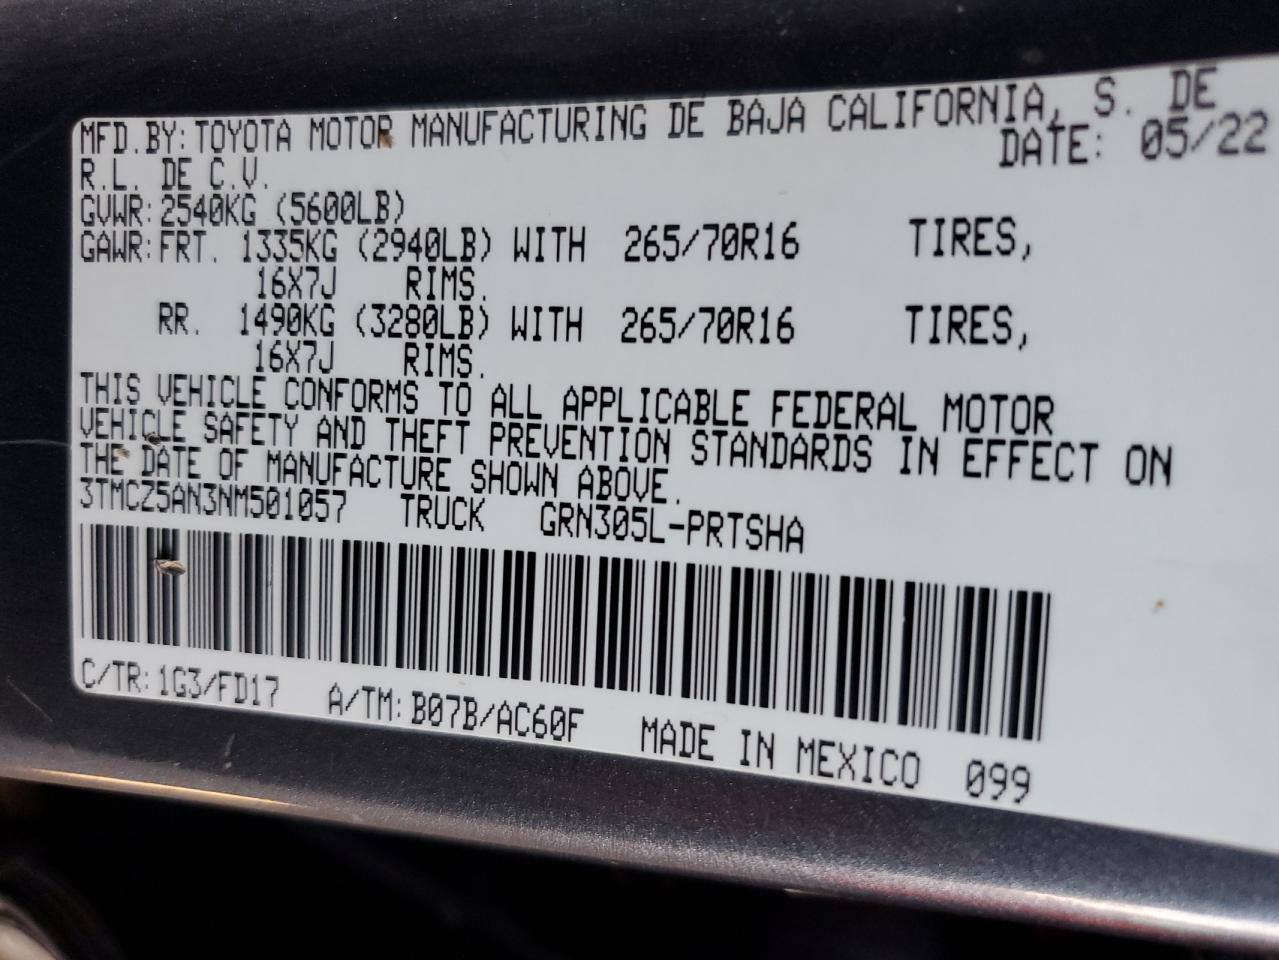 MFD.BY:TOYOTA MOTOR MANUFACTURING DE BAJA CALIFORNIA, S. DE
R.L. DE C.V. DATE: 05/22
GVWR:2540KG (5600LB)
GAWR:FRT. 1335KG (2940LB) WITH 265/70R16 TIRES,
16X7J RIMS.
RR. 1490KG (3280LB) WITH 265/70R16 TIRES,
16X7J RIMS.
THIS VEHICLE CONFORMS TO ALL APPLICABLE FEDERAL MOTOR
VEHICLE SAFETY AND THEFT PREVENTION STANDARDS IN EFFECT ON
THE DATE OF MANUFACTURE SHOWN ABOVE.
3TMCZ5AN3NM501057 TRUCK GRN305L-PRTSHA
C/TR:1G3/FD17 A/TM:B07B/AC60F MADE IN MEXICO 099